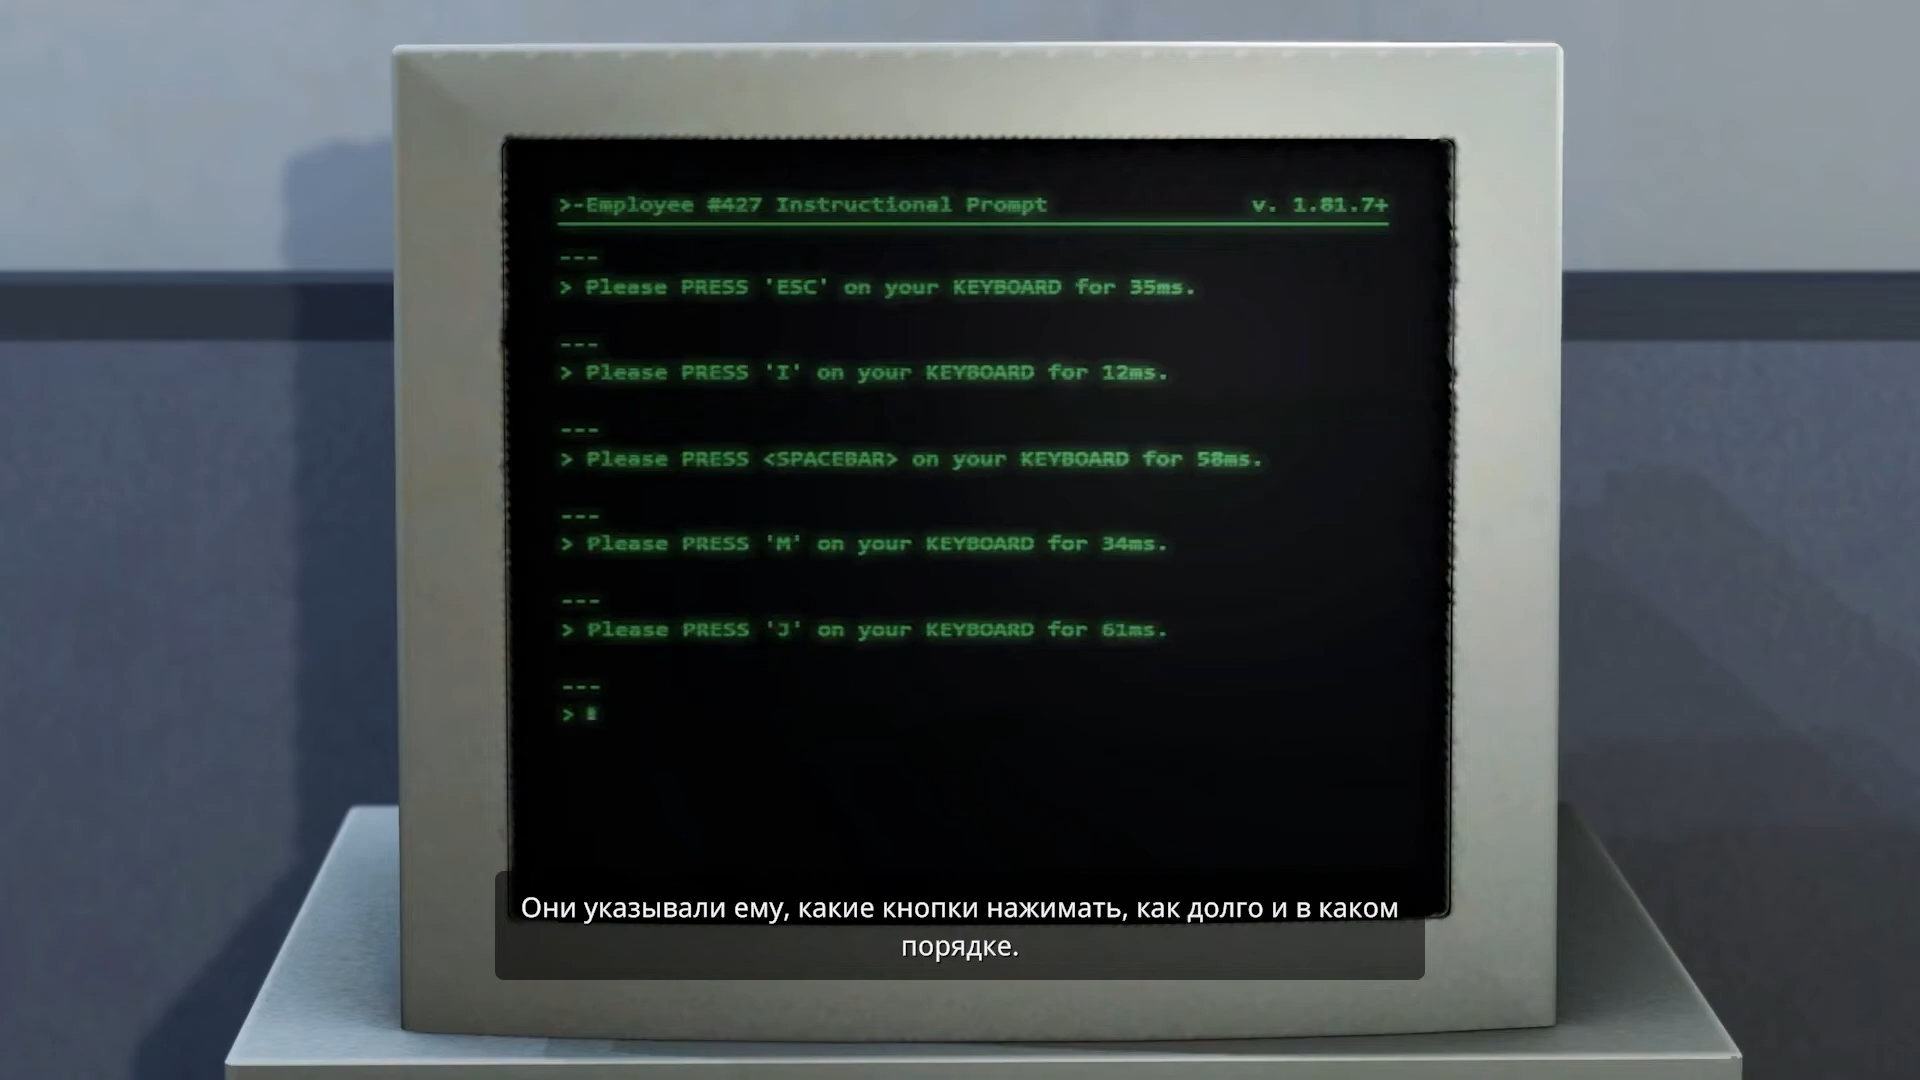 >-Employee #427 Instructional Prompt v. 1.81.7+
---
> Please PRESS 'ESC' on your KEYBOARD for 35ms.
---
> Please PRESS 'I' on your KEYBOARD for 12ms.
---
> Please PRESS <SPACEBAR> on your KEYBOARD for 58ms.
---
> Please PRESS 'M' on your KEYBOARD for 34ms.
---
> Please PRESS 'J' on your KEYBOARD for 61ms.
---
>
Они указывали ему, какие кнопки нажимать, как долго и в каком
порядке.